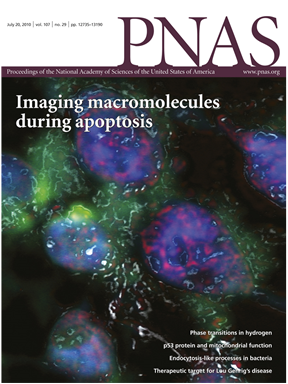 July 20, 2010 | vol. 107 | no. 29 | pp. 12735–13190
PNAS
Proceedings of the National Academy of Sciences of the United States of America www.pnas.org
Imaging macromolecules
during apoptosis
Phase transitions in hydrogen
p53 protein and mitochondrial function
Endocytosis-like processes in bacteria
Therapeutic target for Lou Gehrig's disease